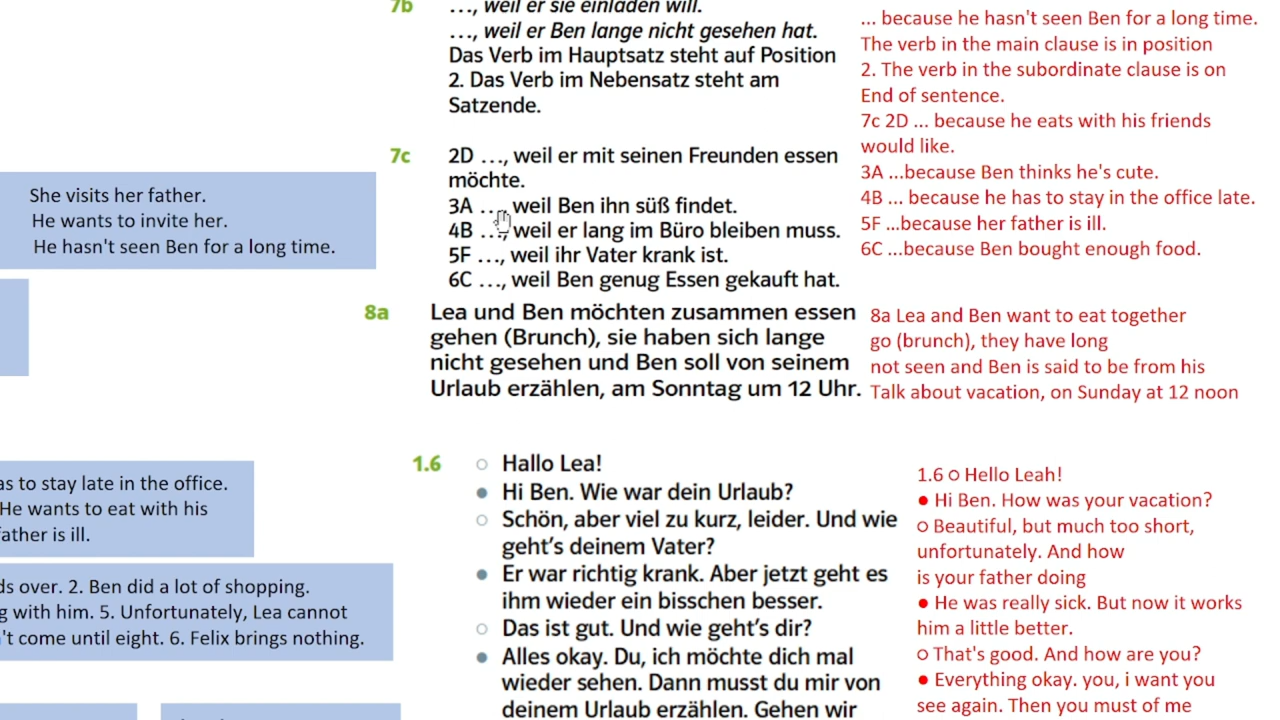 7b …, weil er sie einladen will.
…, weil er Ben lange nicht gesehen hat.
Das Verb im Hauptsatz steht auf Position
2. Das Verb im Nebensatz steht am
Satzende.
7c 2D …, weil er mit seinen Freunden essen
möchte.
3A …, weil Ben ihn süß findet.
4B …, weil er lang im Büro bleiben muss.
5F …, weil ihr Vater krank ist.
6C …, weil Ben genug Essen gekauft hat.
8a Lea und Ben möchten zusammen essen
gehen (Brunch), sie haben sich lange
nicht gesehen und Ben soll von seinem
Urlaub erzählen, am Sonntag um 12 Uhr.
1.6 ○ Hallo Lea!
● Hi Ben. Wie war dein Urlaub?
○ Schön, aber viel zu kurz, leider. Und wie
geht's deinem Vater?
● Er war richtig krank. Aber jetzt geht es
ihm wieder ein bisschen besser.
○ Das ist gut. Und wie geht's dir?
● Alles okay. Du, ich möchte dich mal
wieder sehen. Dann musst du mir von
deinem Urlaub erzählen. Gehen wir
... because he hasn't seen Ben for a long time.
The verb in the main clause is in position
2. The verb in the subordinate clause is on
End of sentence.
7c 2D ... because he eats with his friends
would like.
3A ...because Ben thinks he's cute.
4B ... because he has to stay in the office late.
5F ...because her father is ill.
6C ...because Ben bought enough food.
8a Lea and Ben want to eat together
go (brunch), they have long
not seen and Ben is said to be from his
Talk about vacation, on Sunday at 12 noon
1.6 ○ Hello Leah!
● Hi Ben. How was your vacation?
○ Beautiful, but much too short,
unfortunately. And how
is your father doing
● He was really sick. But now it works
him a little better.
○ That's good. And how are you?
● Everything okay. you, i want you
see again. Then you must of me
She visits her father.
He wants to invite her.
He hasn't seen Ben for a long time.
as to stay late in the office.
He wants to eat with his
father is ill.
ds over. 2. Ben did a lot of shopping.
g with him. 5. Unfortunately, Lea cannot
't come until eight. 6. Felix brings nothing.